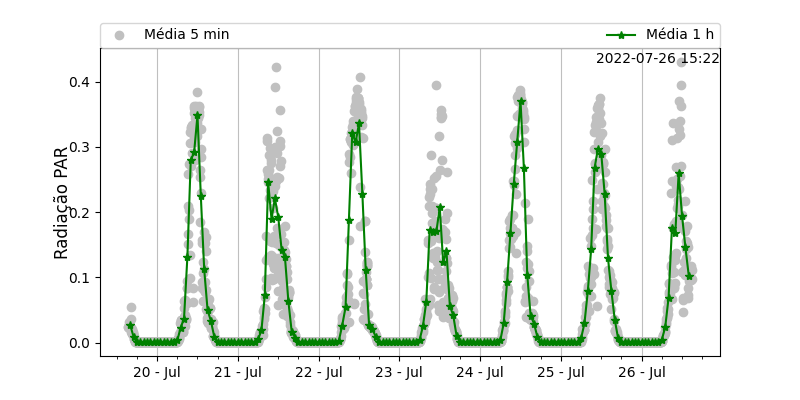 Média 5 min
Média 1 h
2022-07-26 15:22
Radiação PAR
0.4
0.3
0.2
0.1
0.0
20 - Jul
21 - Jul
22 - Jul
23 - Jul
24 - Jul
25 - Jul
26 - Jul